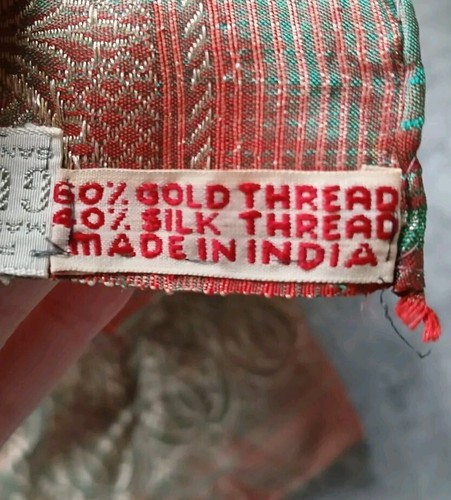 60% GOLD THREAD
40% SILK THREAD
MADE IN INDIA